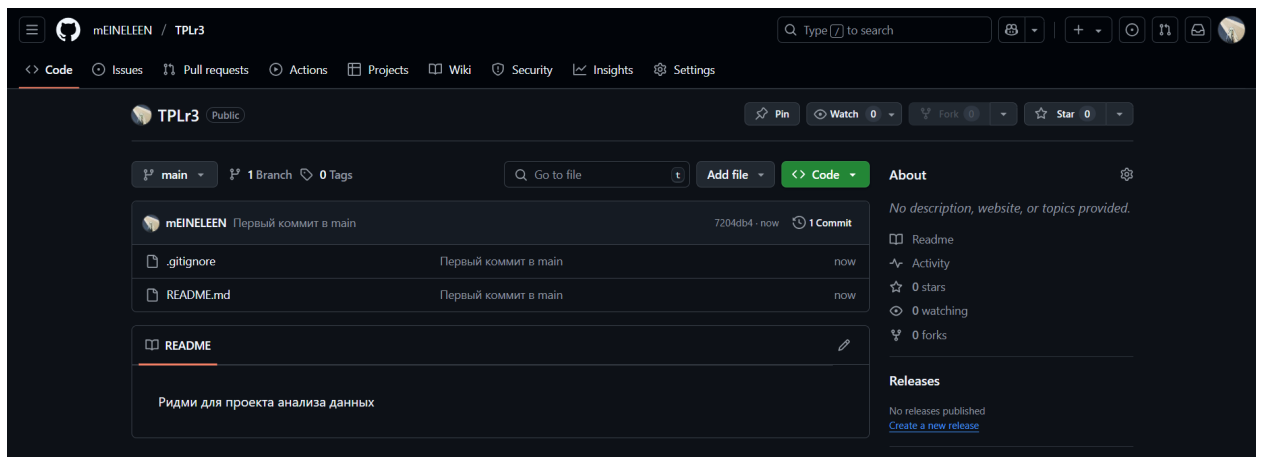 mEINELEEN / TPLr3 Type / to search
Code Issues Pull requests Actions Projects Wiki Security Insights Settings
TPLr3 Public Pin Watch 0 Fork 0 Star 0
main 1 Branch 0 Tags Go to file t Add file Code
mEINELEEN Первый коммит в main 7204db4 · now 1 Commit
.gitignore Первый коммит в main now
README.md Первый коммит в main now
README
Ридми для проекта анализа данных
About
No description, website, or topics provided.
Readme
Activity
0 stars
0 watching
0 forks
Releases
No releases published
Create a new release